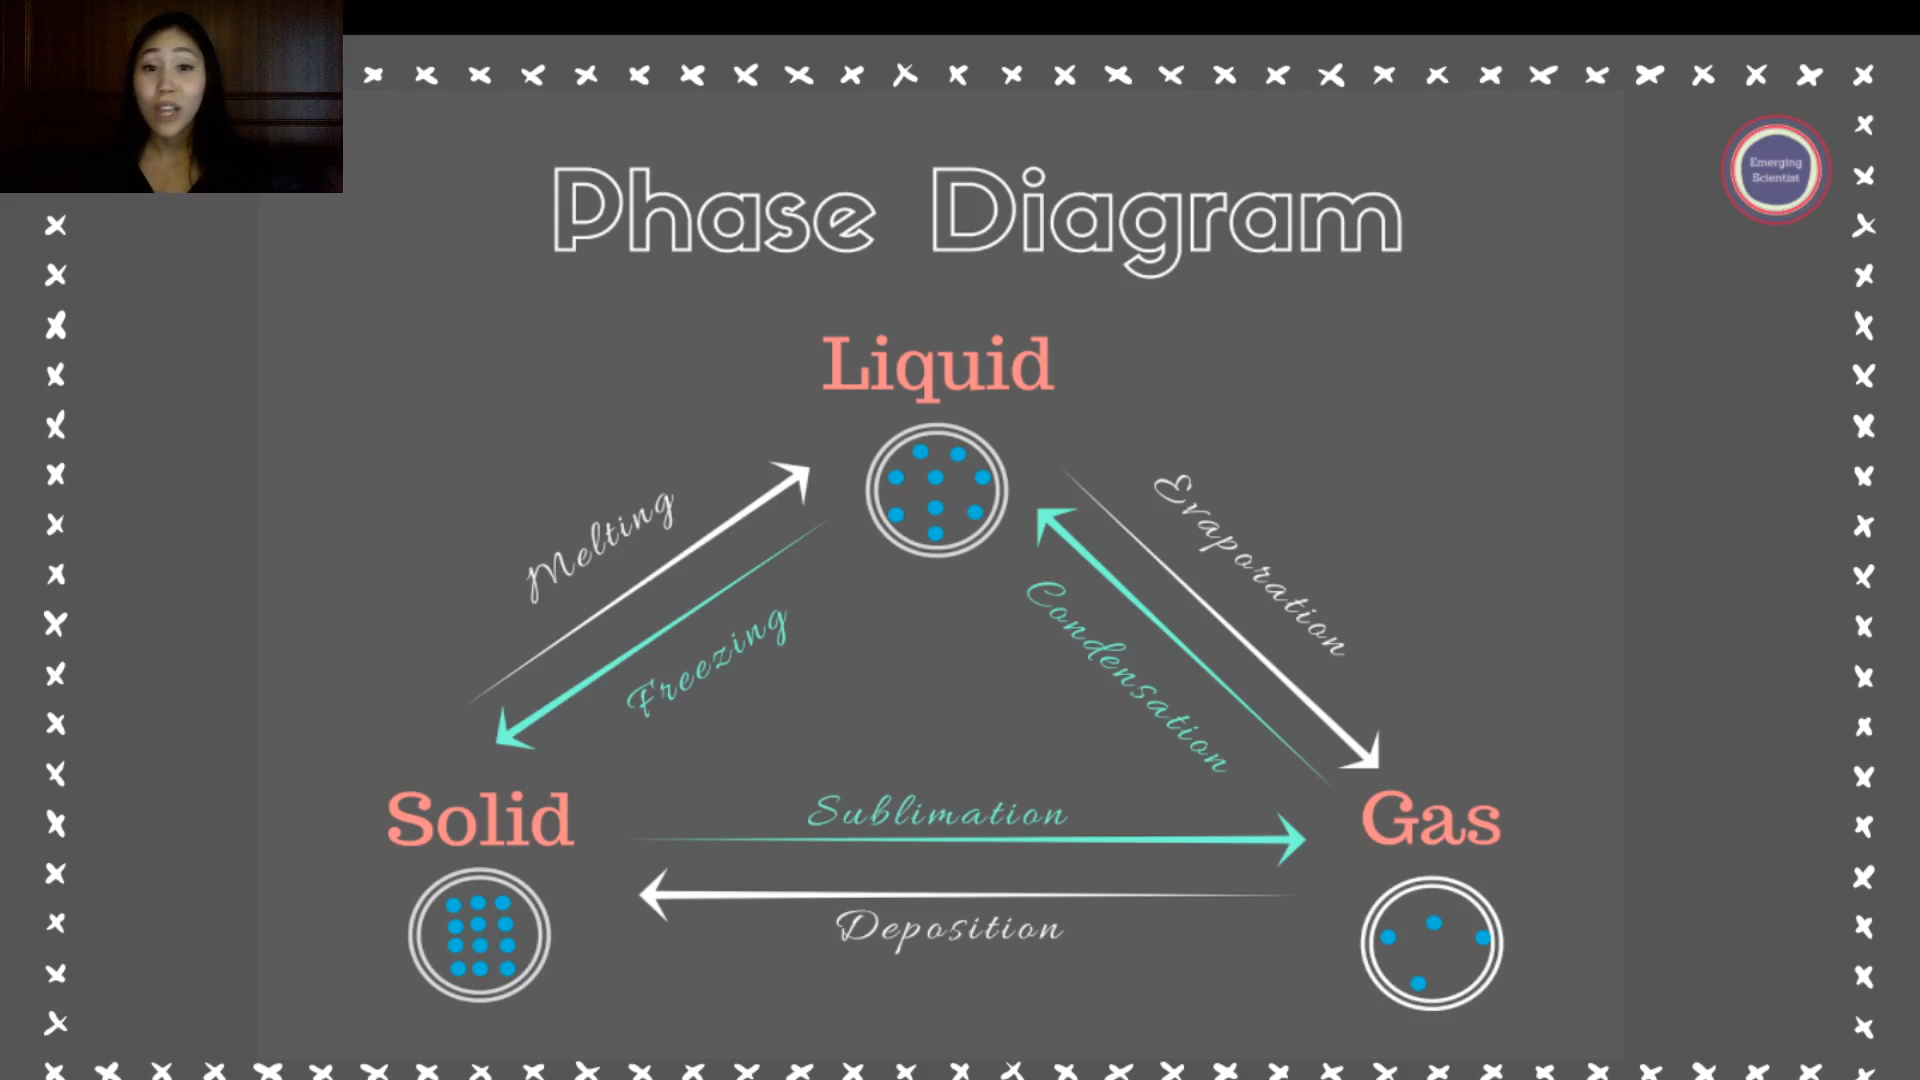 Emerging
Scientist
Phase Diagram
Liquid
Melting
Evaporation
Freezing
Condensation
Solid
Sublimation
Gas
Deposition